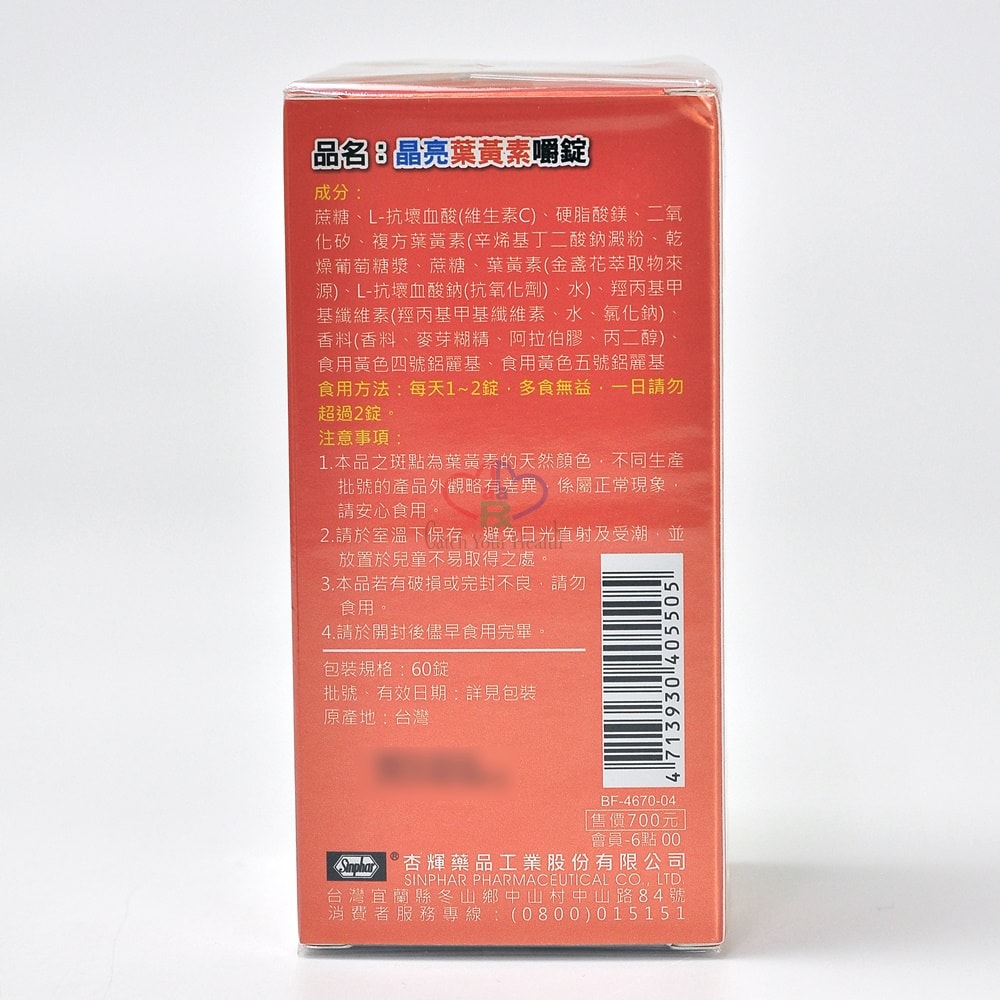 品名：晶亮葉黃素嚼錠
成分：
蔗糖、L-抗壞血酸(維生素C)、硬脂酸鎂、二氧
化矽、複方葉黃素(辛烯基丁二酸鈉澱粉、乾
燥葡萄糖漿、蔗糖、葉黃素(金盞花萃取物來
源)、L-抗壞血酸鈉(抗氧化劑)、水)、羥丙基甲
基纖維素(羥丙基甲基纖維素、水、氯化鈉)、
香料(香料、麥芽糊精、阿拉伯膠、丙二醇)、
食用黃色四號鋁麗基、食用黃色五號鋁麗基
食用方法：每天1~2錠，多食無益，一日請勿
超過2錠。
注意事項：
1.本品之斑點為葉黃素的天然顏色，不同生產
批號的產品外觀略有差異，係屬正常現象，
請安心食用。
2.請於室溫下保存，避免日光直射及受潮，並
放置於兒童不易取得之處。
3.本品若有破損或完封不良，請勿
食用。
4.請於開封後儘早食用完畢。
包裝規格：60錠
批號、有效日期：詳見包裝
原產地：台灣
Catch Your Health
4713930405505
BF-4670-04
售價700元
會員-6點00
Sinphar ® 杏輝藥品工業股份有限公司
SINPHAR PHARMACEUTICAL CO., LTD.
台灣宜蘭縣冬山鄉中山村中山路84號
消費者服務專線：(0800)015151